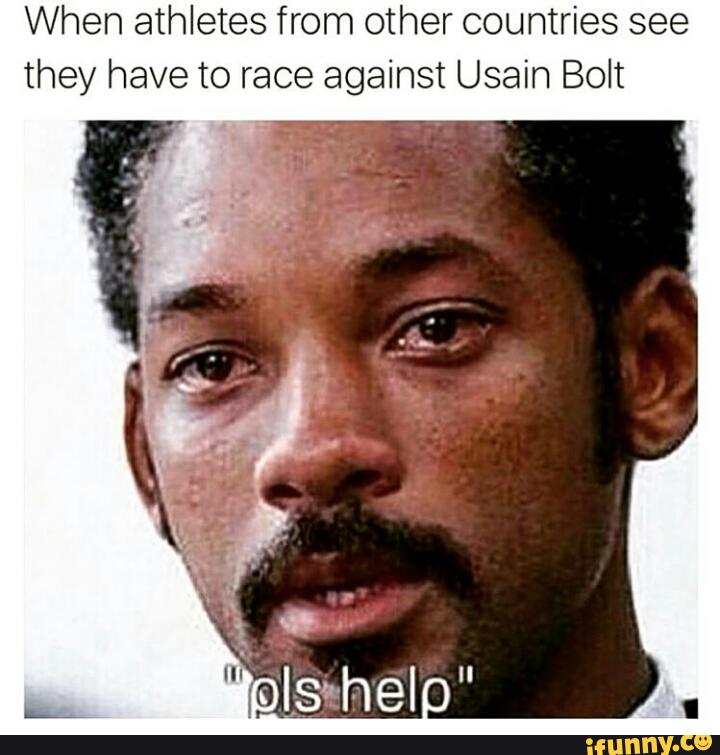 When athletes from other countries see
they have to race against Usain Bolt
"pls help"
ifunny.co